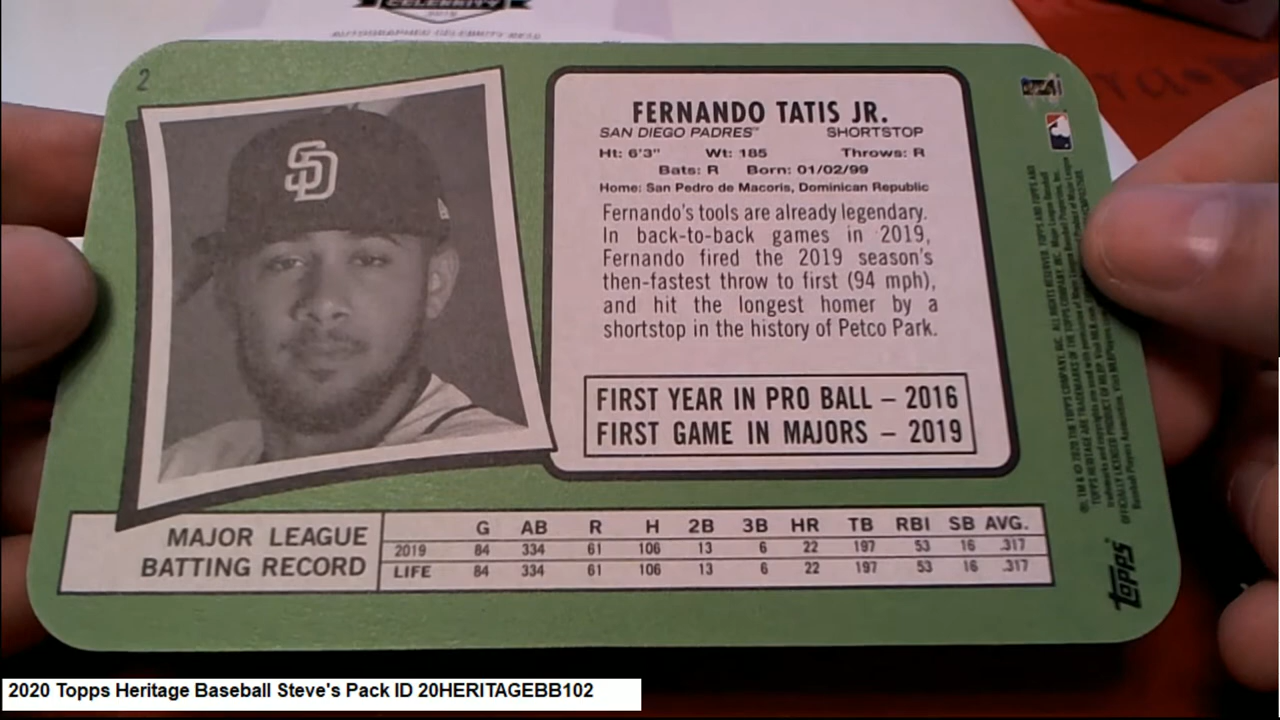 CELEBRITY
AUTOGRAPHED CELEBRITY
2
SD
FERNANDO TATIS JR.
SAN DIEGO PADRES™ SHORTSTOP
Ht: 6'3" Wt: 185 Throws: R
Bats: R Born: 01/02/99
Home: San Pedro de Macoris, Dominican Republic
Fernando's tools are already legendary.
In back-to-back games in 2019,
Fernando fired the 2019 season's
then-fastest throw to first (94 mph),
and hit the longest homer by a
shortstop in the history of Petco Park.
FIRST YEAR IN PRO BALL – 2016
FIRST GAME IN MAJORS – 2019
MAJOR LEAGUE
BATTING RECORD
G AB R H 2B 3B HR TB RBI SB AVG.
2019 84 334 61 106 13 6 22 197 53 16 .317
LIFE 84 334 61 106 13 6 22 197 53 16 .317
topps
2020 Topps Heritage Baseball Steve's Pack ID 20HERITAGEBB102